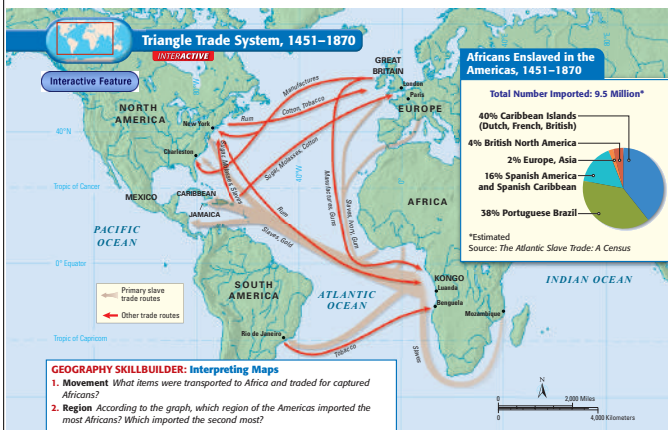 Triangle Trade System, 1451–1870
INTERACTIVE
Interactive Feature
NORTH
AMERICA
40°N
New York
Charleston
Tropic of Cancer
MEXICO
CARIBBEAN
JAMAICA
PACIFIC
OCEAN
0° Equator
SOUTH
AMERICA
Tropic of Capricorn
Rio de Janeiro
Primary slave
trade routes
Other trade routes
GREAT
BRITAIN
London
Paris
EUROPE
AFRICA
40°W
ATLANTIC
OCEAN
KONGO
Luanda
Benguela
Mozambique
INDIAN OCEAN
Manufactures
Rum
Cotton, Tobacco
Sugar, Molasses, Cotton
Sugar, Molasses, Slaves
Rum
Slaves, Gold
Manufactures, Guns
Slaves, Ivory, Gum
Tobacco
Slaves
N
0 2,000 Miles
0 4,000 Kilometers
Africans Enslaved in the
Americas, 1451–1870
Total Number Imported: 9.5 Million*
40% Caribbean Islands
(Dutch, French, British)
4% British North America
2% Europe, Asia
16% Spanish America
and Spanish Caribbean
38% Portuguese Brazil
*Estimated
Source: The Atlantic Slave Trade: A Census
GEOGRAPHY SKILLBUILDER: Interpreting Maps
1. Movement What items were transported to Africa and traded for captured
Africans?
2. Region According to the graph, which region of the Americas imported the
most Africans? Which imported the second most?